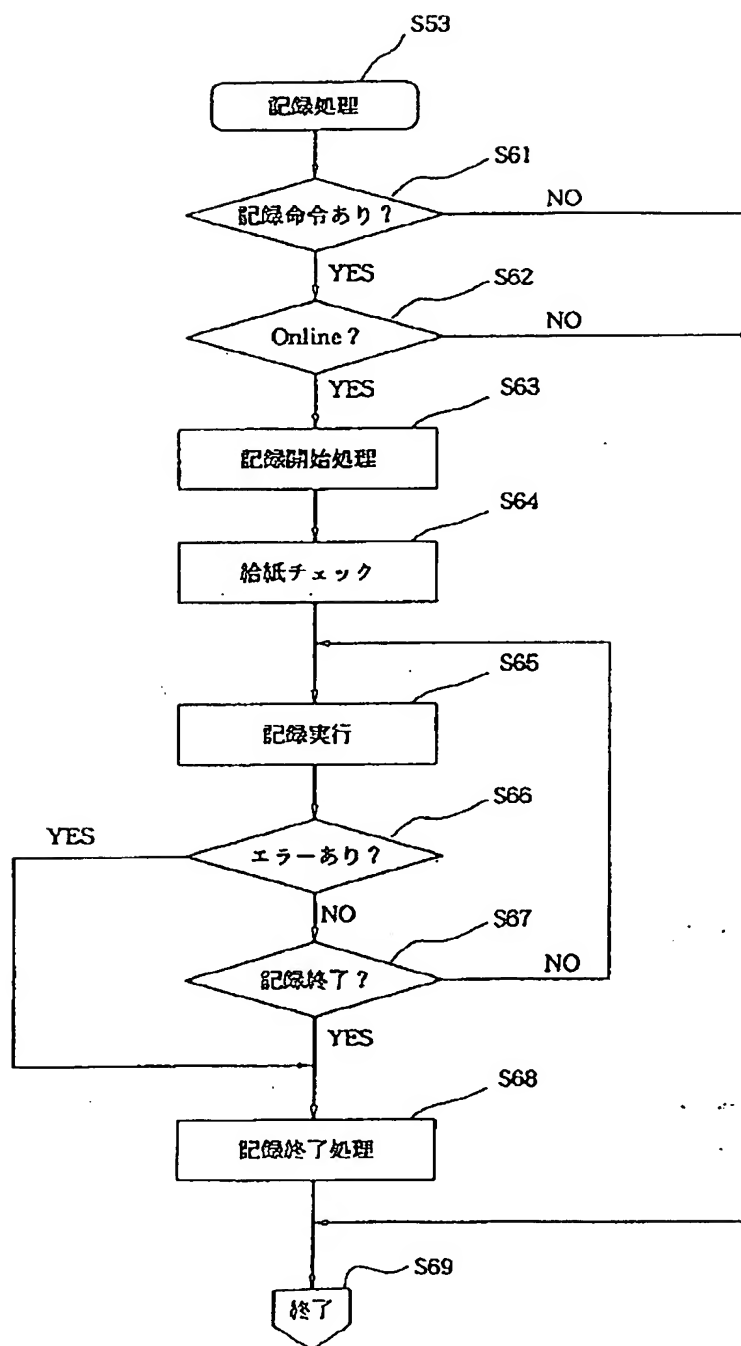 S53
記録処理
S61
記録命令あり？
NO
YES
S62
Online？
NO
YES
S63
記録開始処理
S64
給紙チェック
S65
記録実行
S66
YES
エラーあり？
NO
S67
記録終了？
NO
YES
S68
記録終了処理
S69
終了